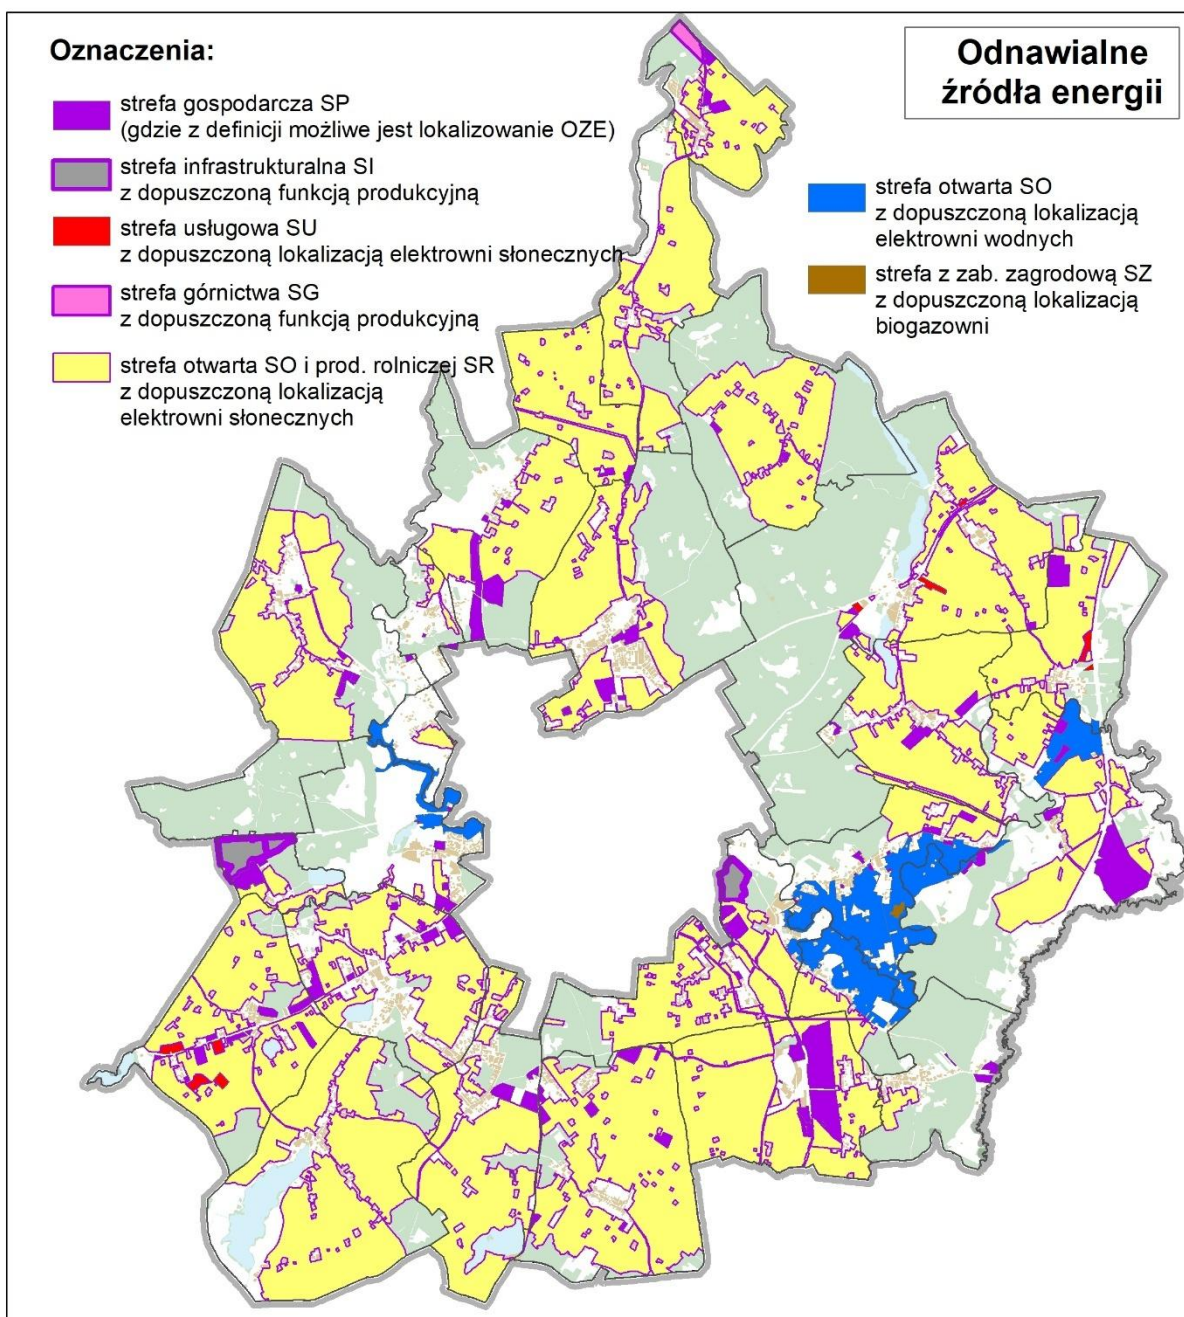 Oznaczenia:
strefa gospodarcza SP
(gdzie z definicji możliwe jest lokalizowanie OZE)
strefa infrastrukturalna SI
z dopuszczoną funkcją produkcyjną
strefa usługowa SU
z dopuszczoną lokalizacją elektrowni słonecznych
strefa górnictwa SG
z dopuszczoną funkcją produkcyjną
strefa otwarta SO i prod. rolniczej SR
z dopuszczoną lokalizacją
elektrowni słonecznych
Odnawialne
źródła energii
strefa otwarta SO
z dopuszczoną lokalizacją
elektrowni wodnych
strefa z zab. zagrodową SZ
z dopuszczoną lokalizacją
biogazowni